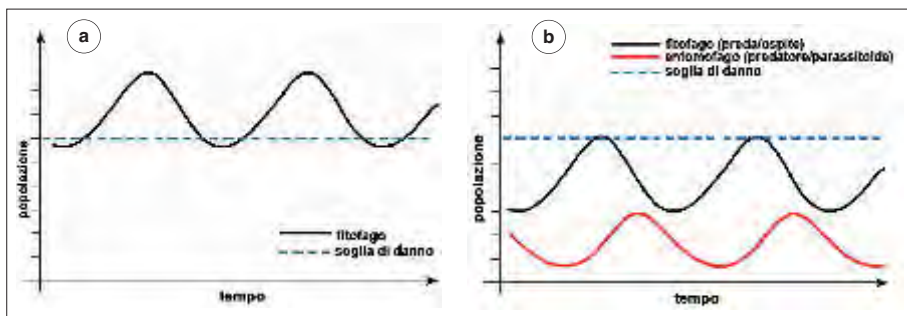 a
popolazione
fitofago
soglia di danno
tempo
b
fitofago (preda/ospite)
entomofago (predatore/parassitoide)
soglia di danno
popolazione
tempo